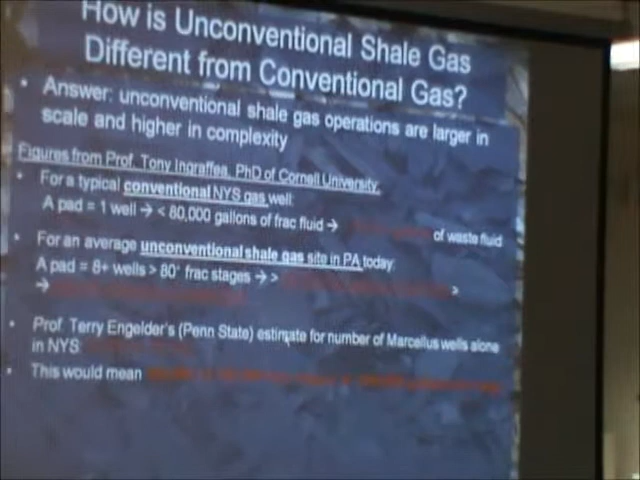 How is Unconventional Shale Gas
Different from Conventional Gas?
• Answer: unconventional shale gas operations are larger in
scale and higher in complexity
Figures from Prof. Tony Ingraffea, PhD of Cornell University.
• For a typical conventional NYS gas well:
A pad = 1 well → < 80,000 gallons of frac fluid → of waste fluid
• For an average unconventional shale gas site in PA today:
A pad = 8+ wells > 80* frac stages → >
→
• Prof. Terry Engelder's (Penn State) estimate for number of Marcellus wells alone
in NYS:
• This would mean